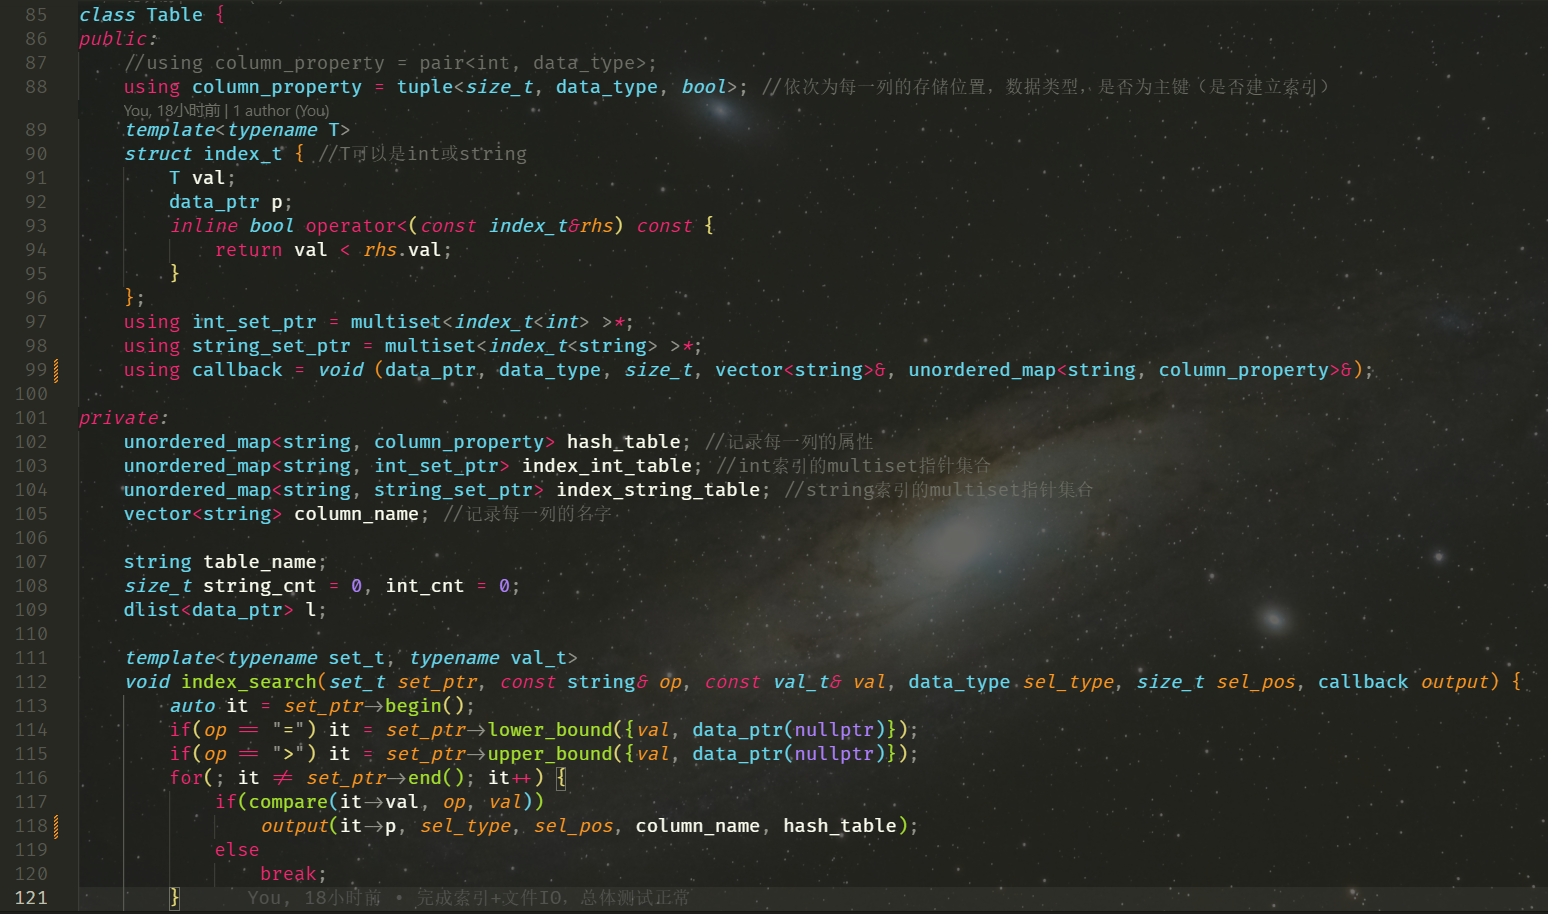 85 class Table {
86 public:
87 //using column_property = pair<int, data_type>;
88 using column_property = tuple<size_t, data_type, bool>; //依次为每一列的存储位置，数据类型，是否为主键（是否建立索引）
You, 18小时前 | 1 author (You)
89 template<typename T>
90 struct index_t { //T可以是int或string
91 T val;
92 data_ptr p;
93 inline bool operator<(const index_t&rhs) const {
94 return val < rhs.val;
95 }
96 };
97 using int_set_ptr = multiset<index_t<int> >*;
98 using string_set_ptr = multiset<index_t<string> >*;
99 using callback = void (data_ptr, data_type, size_t, vector<string>&, unordered_map<string, column_property>&);
100
101 private:
102 unordered_map<string, column_property> hash_table; //记录每一列的属性
103 unordered_map<string, int_set_ptr> index_int_table; //int索引的multiset指针集合
104 unordered_map<string, string_set_ptr> index_string_table; //string索引的multiset指针集合
105 vector<string> column_name; //记录每一列的名字
106
107 string table_name;
108 size_t string_cnt = 0, int_cnt = 0;
109 dlist<data_ptr> l;
110
111 template<typename set_t, typename val_t>
112 void index_search(set_t set_ptr, const string& op, const val_t& val, data_type sel_type, size_t sel_pos, callback output) {
113 auto it = set_ptr->begin();
114 if(op == "=") it = set_ptr->lower_bound({val, data_ptr(nullptr)});
115 if(op == ">") it = set_ptr->upper_bound({val, data_ptr(nullptr)});
116 for(; it != set_ptr->end(); it++) {
117 if(compare(it->val, op, val))
118 output(it->p, sel_type, sel_pos, column_name, hash_table);
119 else
120 break;
121 } You, 18小时前 • 完成索引+文件IO，总体测试正常